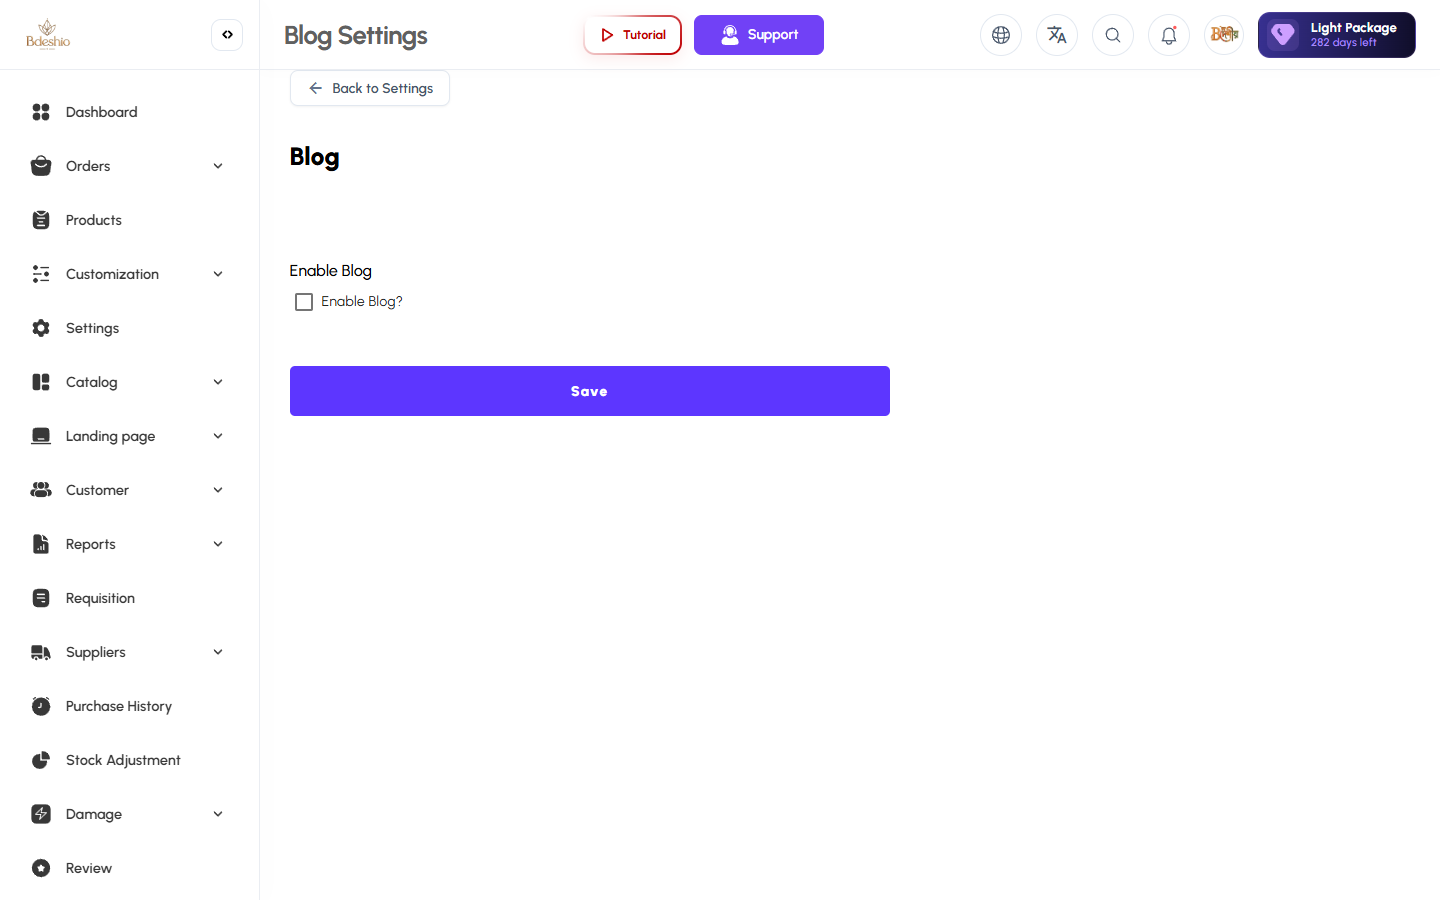 Bdeshio
Blog Settings
Tutorial
Support
Light Package
282 days left
Back to Settings
Dashboard
Orders
Products
Customization
Settings
Catalog
Landing page
Customer
Reports
Requisition
Suppliers
Purchase History
Stock Adjustment
Damage
Review
Blog
Enable Blog
Enable Blog?
Save